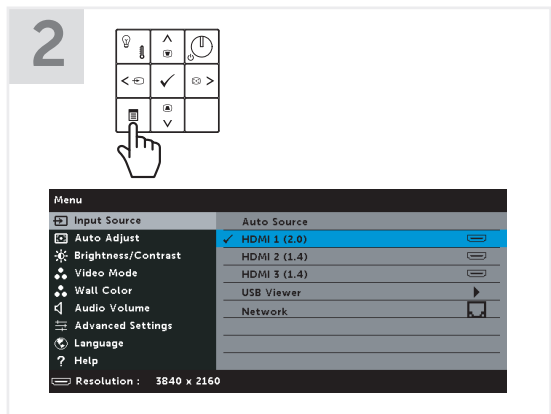 2
Menu
Input Source
Auto Adjust
Brightness/Contrast
Video Mode
Wall Color
Audio Volume
Advanced Settings
Language
? Help
Auto Source
✓ HDMI 1 (2.0)
HDMI 2 (1.4)
HDMI 3 (1.4)
USB Viewer
Network
Resolution : 3840 x 2160